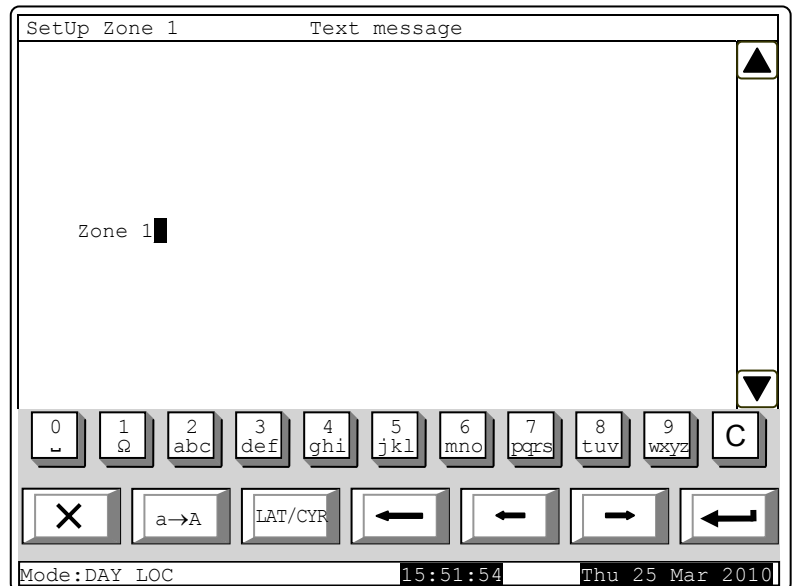 SetUp Zone 1 Text message
Zone 1
0 1 2 3 4 5 6 7 8 9 C
␣ Ω abc def ghi jkl mno pqrs tuv wxyz
a→A LAT/CYR
Mode:DAY LOC 15:51:54 Thu 25 Mar 2010